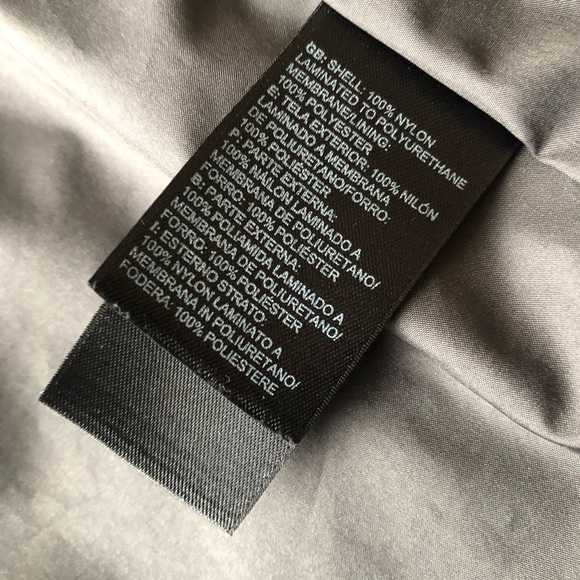 GB: SHELL: 100% NYLON
LAMINATED TO POLYURETHANE
MEMBRANE/LINING:
100% POLYESTER
E: TELA EXTERIOR: 100% NILÓN
LAMINADO A MEMBRANA
DE POLIURETANO/FORRO:
100% POLIÉSTER
P: PARTE EXTERNA:
100% NÁILON LAMINADO A
MEMBRANA DE POLIURETANO/
FORRO: 100% POLIÉSTER
B: PARTE EXTERNA:
100% POLIAMIDA LAMINADO A
MEMBRANA DE POLIURETANO/
FORRO: 100% POLIÉSTER
I: ESTERNO STRATO:
100% NYLON LAMINATO A
MEMBRANA IN POLIURETANO/
FODERA: 100% POLIESTERE